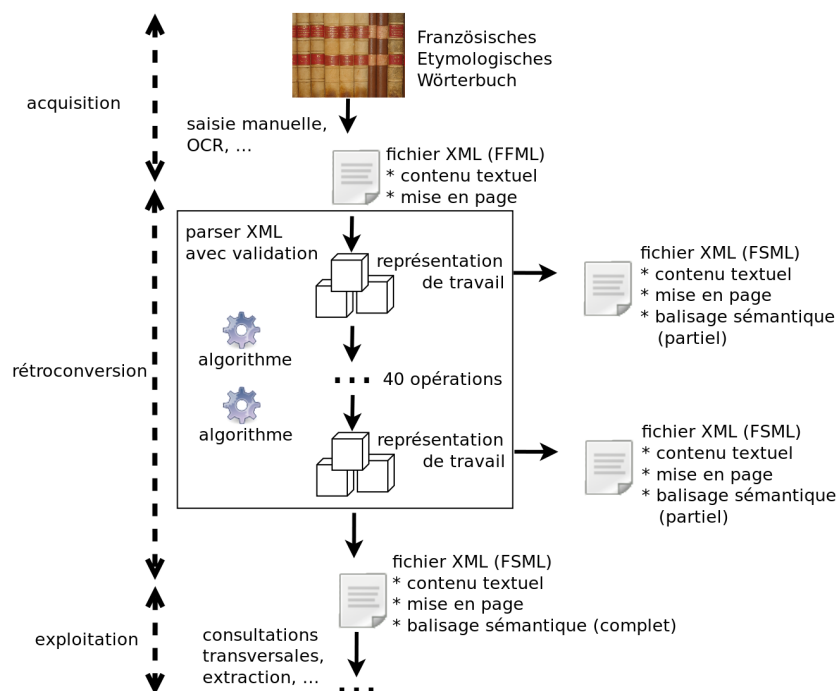 Französisches
Etymologisches
Wörterbuch
acquisition
saisie manuelle,
OCR, ...
fichier XML (FFML)
* contenu textuel
* mise en page
parser XML
avec validation
représentation
de travail
fichier XML (FSML)
* contenu textuel
* mise en page
* balisage sémantique
(partiel)
algorithme
rétroconversion
... 40 opérations
algorithme
représentation
de travail
fichier XML (FSML)
* contenu textuel
* mise en page
* balisage sémantique
(partiel)
fichier XML (FSML)
* contenu textuel
* mise en page
* balisage sémantique (complet)
exploitation
consultations
transversales,
extraction, ...
...